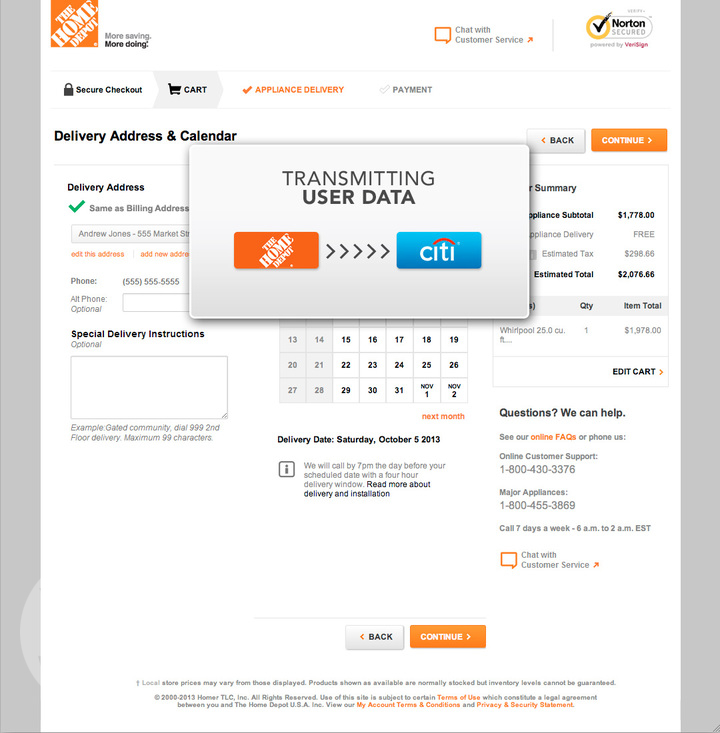 THE HOME DEPOT
More saving.
More doing.
Chat with
Customer Service
VERIFY
Norton
SECURED
powered by VeriSign
Secure Checkout
CART
APPLIANCE DELIVERY
PAYMENT
Delivery Address & Calendar
BACK
CONTINUE
Delivery Address
Same as Billing Address
Andrew Jones - 555 Market Str
edit this address
add new addre
Phone:
(555) 555-5555
Alt Phone:
Optional
Special Delivery Instructions
Optional
Example:Gated community, dial 999 2nd
Floor delivery. Maximum 99 characters.
TRANSMITTING
USER DATA
THE HOME DEPOT
citi
13 14 15 16 17 18 19
20 21 22 23 24 25 26
27 28 29 30 31 NOV 1 NOV 2
next month
Delivery Date: Saturday, October 5 2013
We will call by 7pm the day before your
scheduled date with a four hour
delivery window. Read more about
delivery and installation
r Summary
ppliance Subtotal $1,778.00
ppliance Delivery FREE
Estimated Tax $298.66
Estimated Total $2,076.66
s) Qty Item Total
Whirlpool 25.0 cu. 1 $1,978.00
ft....
EDIT CART
Questions? We can help.
See our online FAQs or phone us:
Online Customer Support:
1-800-430-3376
Major Appliances:
1-800-455-3869
Call 7 days a week - 6 a.m. to 2 a.m. EST
Chat with
Customer Service
BACK
CONTINUE
† Local store prices may vary from those displayed. Products shown as available are normally stocked but inventory levels cannot be guaranteed.
© 2000-2013 Homer TLC, Inc. All Rights Reserved. Use of this site is subject to certain Terms of Use which constitute a legal agreement
between you and The Home Depot U.S.A. Inc. View our My Account Terms & Conditions and Privacy & Security Statement.